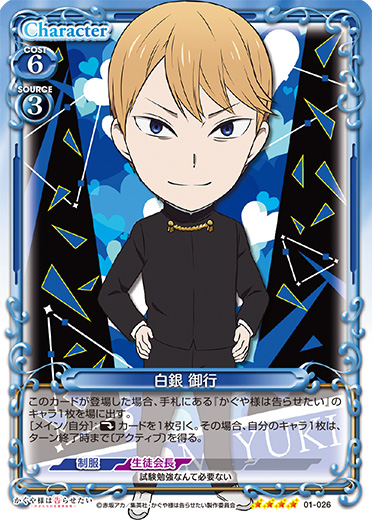 Character
COST
6
SOURCE
3
白銀 御行
このカードが登場した場合、手札にある『かぐや様は告らせたい』の
キャラ1枚を場に出す。
[メイン/自分]:カードを1枚引く。その場合、自分のキャラ1枚は、
ターン終了時まで〔アクティブ〕を得る。
制服 生徒会長
試験勉強なんて必要ない
かぐや様は告らせたい
©赤坂アカ/集英社・かぐや様は告らせたい製作委員会
01-026